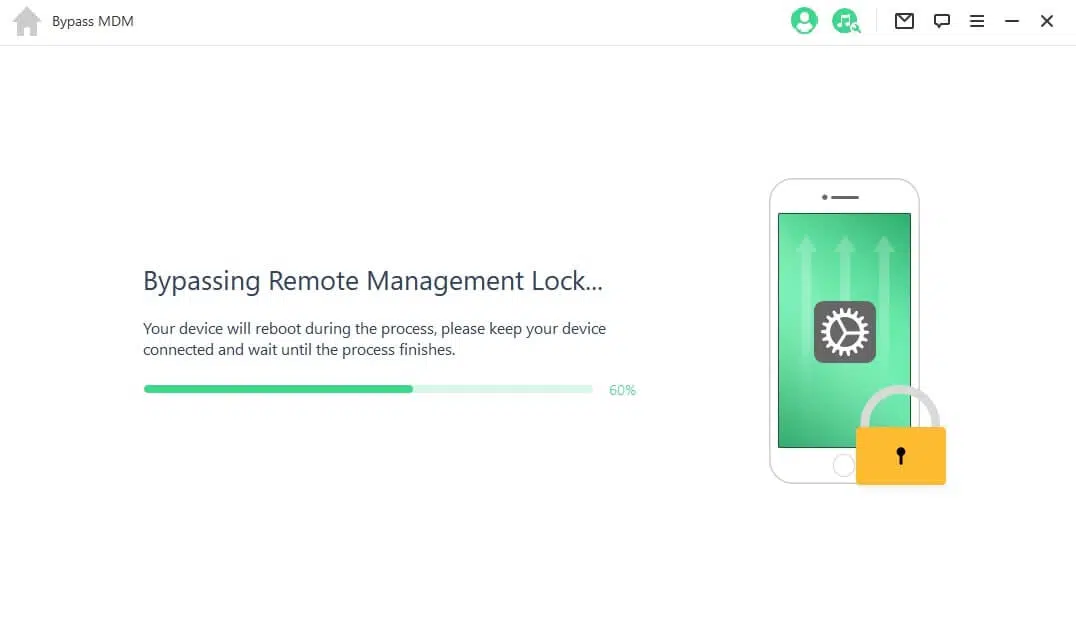 Bypass MDM
Bypassing Remote Management Lock...
Your device will reboot during the process, please keep your device
connected and wait until the process finishes.
60%